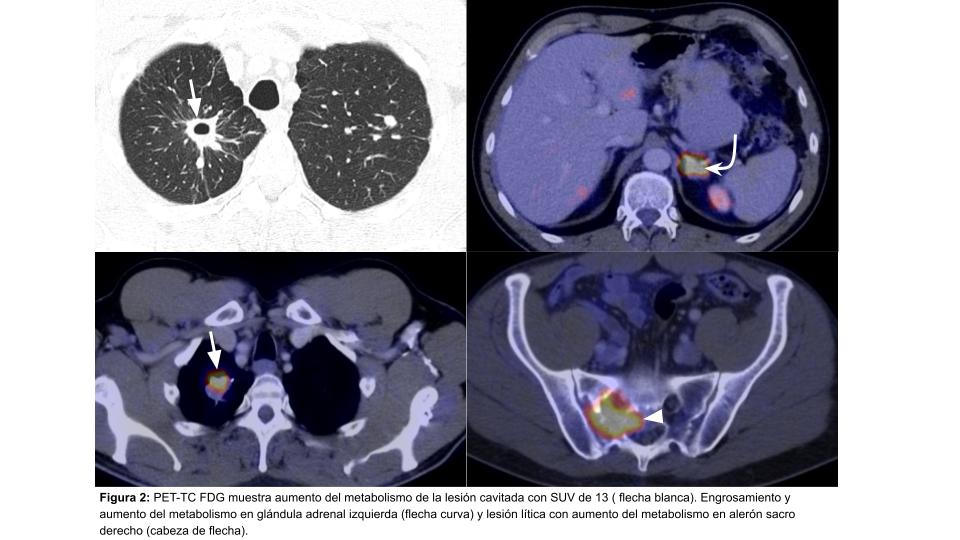 Figura 2: PET-TC FDG muestra aumento del metabolismo de la lesión cavitada con SUV de 13 ( flecha blanca). Engrosamiento y
aumento del metabolismo en glándula adrenal izquierda (flecha curva) y lesión lítica con aumento del metabolismo en alerón sacro
derecho (cabeza de flecha).